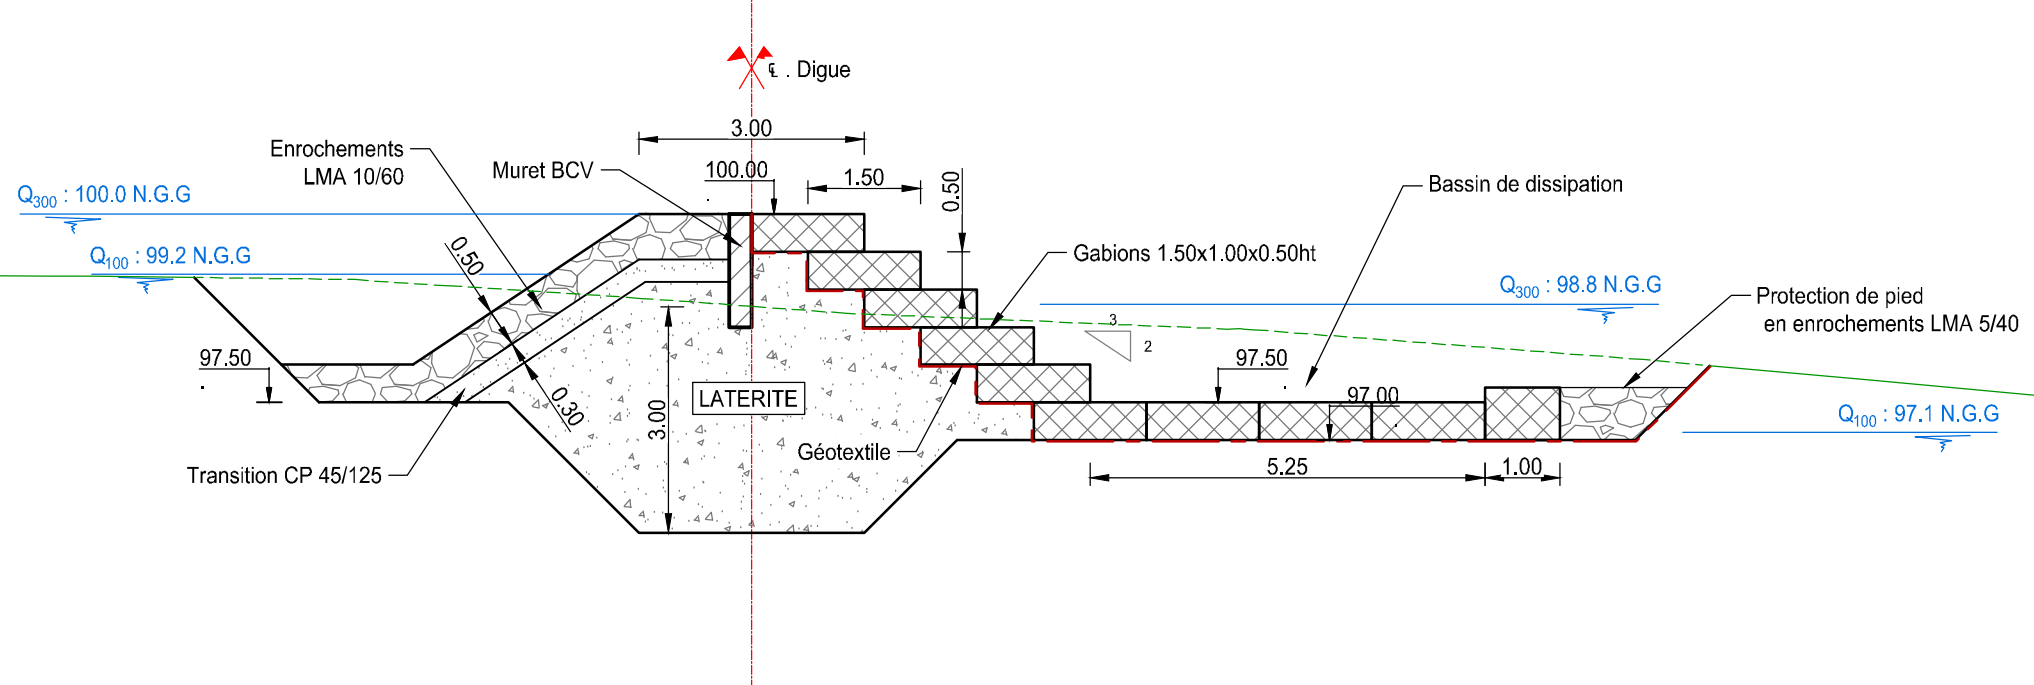 ℄ . Digue
3.00
Enrochements
LMA 10/60
Muret BCV
100.00
1.50
0.50
Bassin de dissipation
Q300 : 100.0 N.G.G
Q100 : 99.2 N.G.G
0.50
Gabions 1.50x1.00x0.50ht
Q300 : 98.8 N.G.G
Protection de pied
en enrochements LMA 5/40
3
2
97.50
97.50
97.00
LATERITE
0.30
3.00
Q100 : 97.1 N.G.G
Géotextile
Transition CP 45/125
5.25
1.00